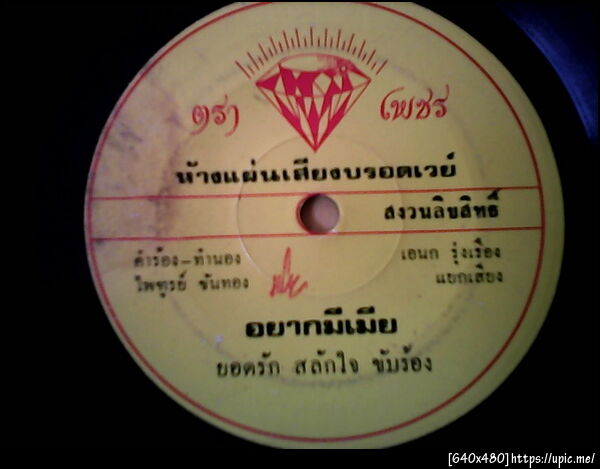 ตรา เพชร
ห้างแผ่นเสียงบรอดเวย์
สงวนลิขสิทธิ์
คำร้อง-ทำนอง
ไพฑูรย์ ขันทอง
เอนก รุ่งเรือง
แยกเสียง
อยากมีเมีย
ยอดรัก สลักใจ ขับร้อง
[640x480]https://upic.me/